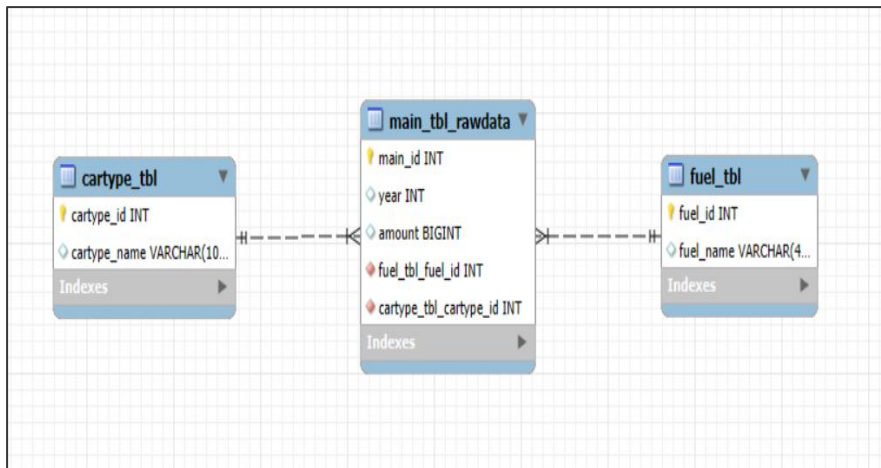 cartype_tbl
cartype_id INT
cartype_name VARCHAR(10...
Indexes
main_tbl_rawdata
main_id INT
year INT
amount BIGINT
fuel_tbl_fuel_id INT
cartype_tbl_cartype_id INT
Indexes
fuel_tbl
fuel_id INT
fuel_name VARCHAR(4...
Indexes